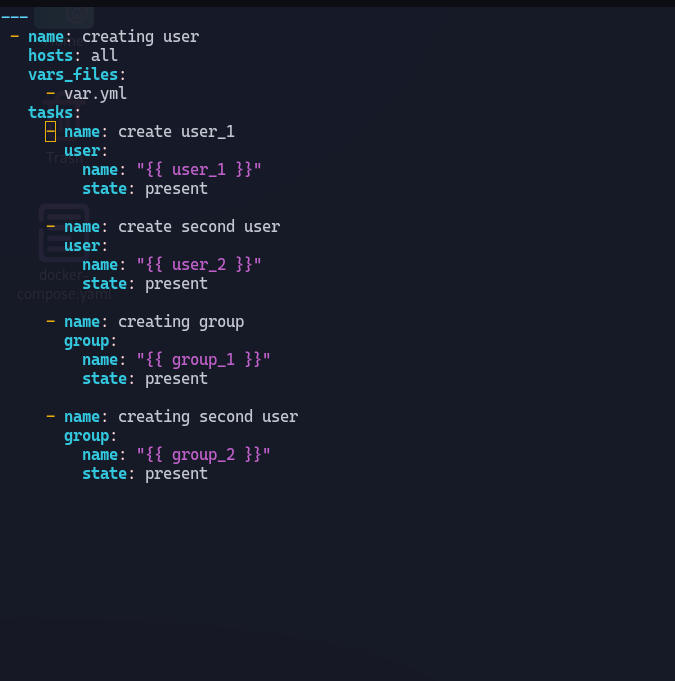 ---
 - name: creating user
   hosts: all
   vars_files:
     - var.yml
   tasks:
     - name: create user_1
       user:
         name: "{{ user_1 }}"
         state: present

     - name: create second user
       user:
         name: "{{ user_2 }}"
         state: present

     - name: creating group
       group:
         name: "{{ group_1 }}"
         state: present

     - name: creating second user
       group:
         name: "{{ group_2 }}"
         state: present
Trash
docker-
compose.yaml